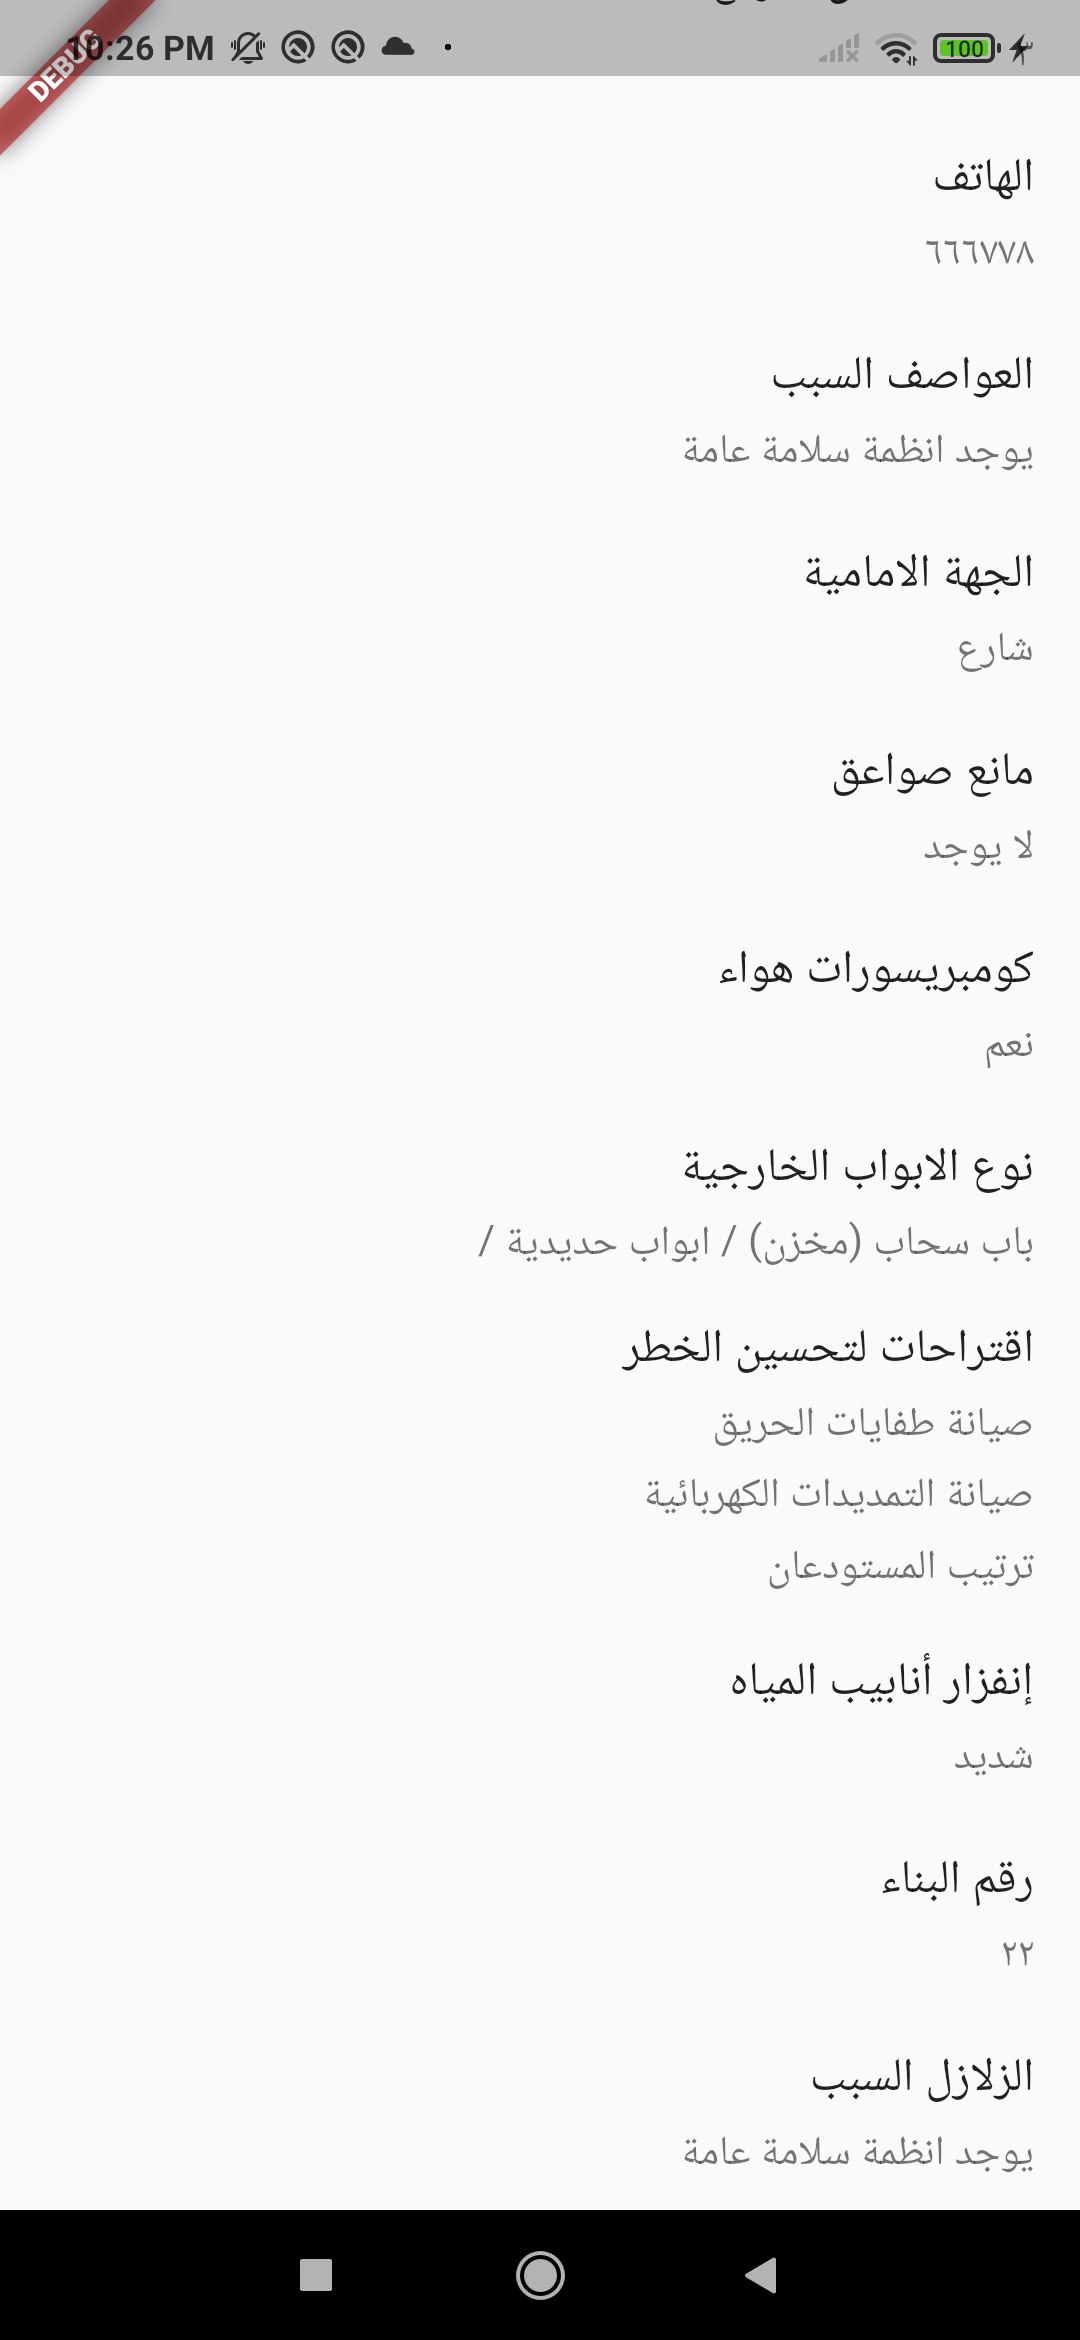 10:26 PM
DEBUG
100
الهاتف
٦٦٦٧٧٨
العواصف السبب
يوجد انظمة سلامة عامة
الجهة الامامية
شارع
مانع صواعق
لا يوجد
كومبريسورات هواء
نعم
نوع الابواب الخارجية
باب سحاب (مخزن) / ابواب حديدية /
اقتراحات لتحسين الخطر
صيانة طفايات الحريق
صيانة التمديدات الكهربائية
ترتيب المستودعان
إنفزار أنابيب المياه
شديد
رقم البناء
٢٢
الزلازل السبب
يوجد انظمة سلامة عامة